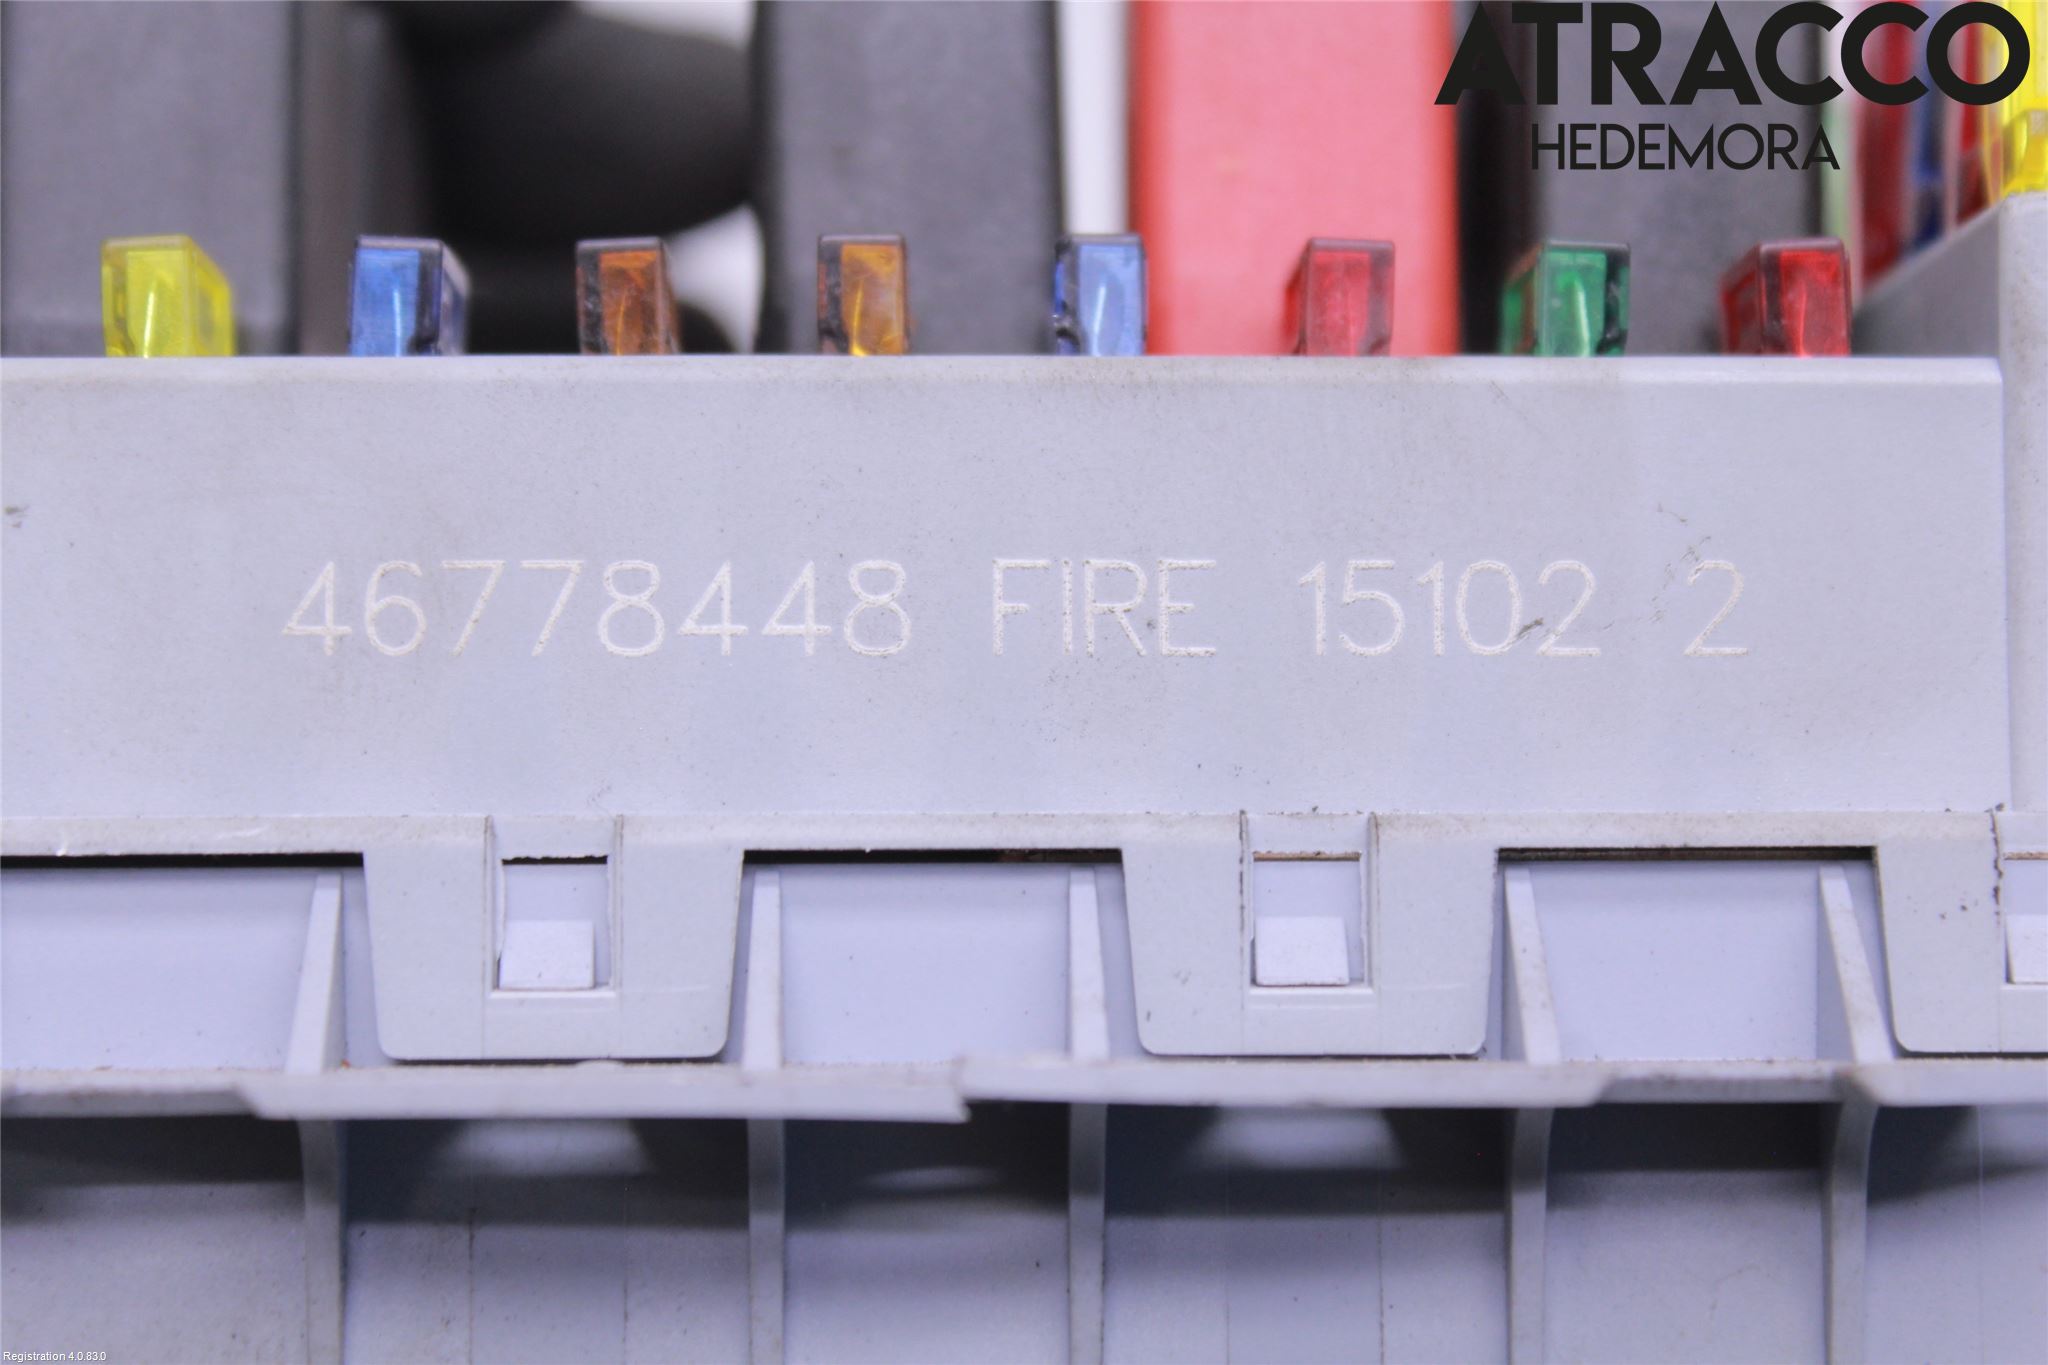 ATRACCO
HEDEMORA
46778448 FIRE 15102 2
Registration 4.0.83.0